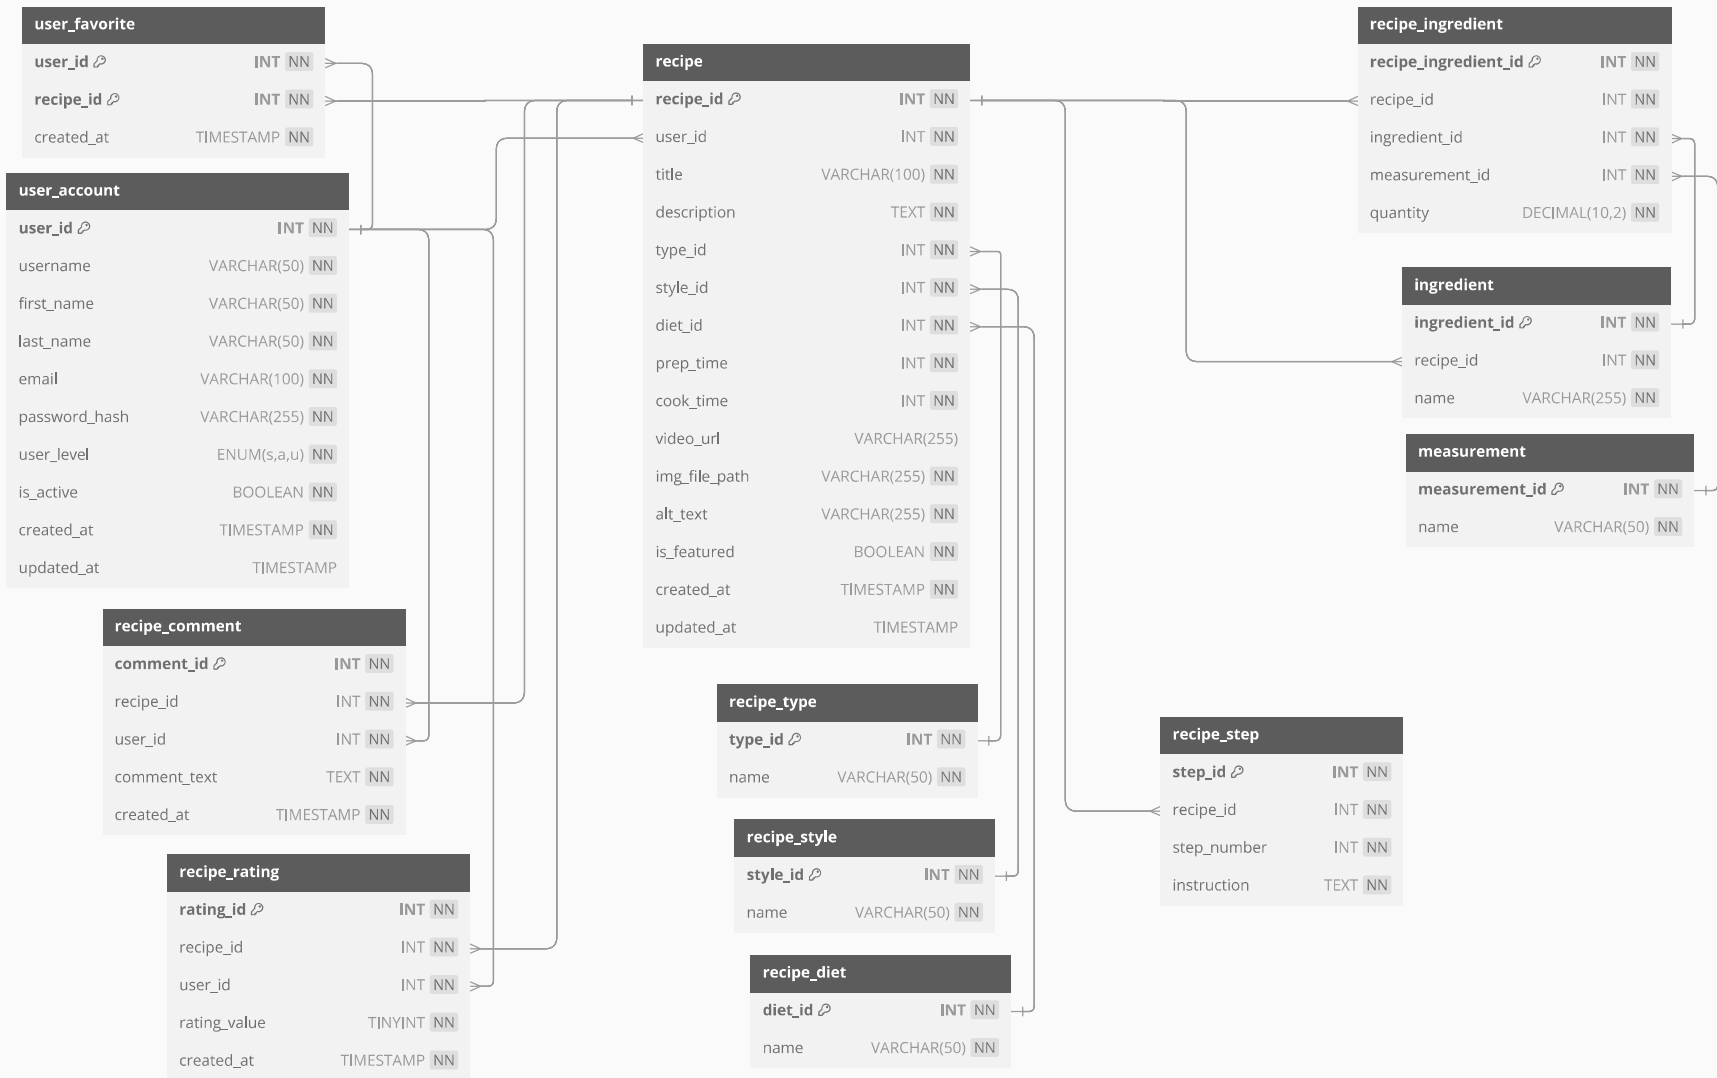 user_favorite
user_id INT NN
recipe_id INT NN
created_at TIMESTAMP NN
user_account
user_id INT NN
username VARCHAR(50) NN
first_name VARCHAR(50) NN
last_name VARCHAR(50) NN
email VARCHAR(100) NN
password_hash VARCHAR(255) NN
user_level ENUM(s,a,u) NN
is_active BOOLEAN NN
created_at TIMESTAMP NN
updated_at TIMESTAMP
recipe_comment
comment_id INT NN
recipe_id INT NN
user_id INT NN
comment_text TEXT NN
created_at TIMESTAMP NN
recipe_rating
rating_id INT NN
recipe_id INT NN
user_id INT NN
rating_value TINYINT NN
created_at TIMESTAMP NN
recipe
recipe_id INT NN
user_id INT NN
title VARCHAR(100) NN
description TEXT NN
type_id INT NN
style_id INT NN
diet_id INT NN
prep_time INT NN
cook_time INT NN
video_url VARCHAR(255)
img_file_path VARCHAR(255) NN
alt_text VARCHAR(255) NN
is_featured BOOLEAN NN
created_at TIMESTAMP NN
updated_at TIMESTAMP
recipe_type
type_id INT NN
name VARCHAR(50) NN
recipe_style
style_id INT NN
name VARCHAR(50) NN
recipe_diet
diet_id INT NN
name VARCHAR(50) NN
recipe_ingredient
recipe_ingredient_id INT NN
recipe_id INT NN
ingredient_id INT NN
measurement_id INT NN
quantity DECIMAL(10,2) NN
ingredient
ingredient_id INT NN
recipe_id INT NN
name VARCHAR(255) NN
measurement
measurement_id INT NN
name VARCHAR(50) NN
recipe_step
step_id INT NN
recipe_id INT NN
step_number INT NN
instruction TEXT NN